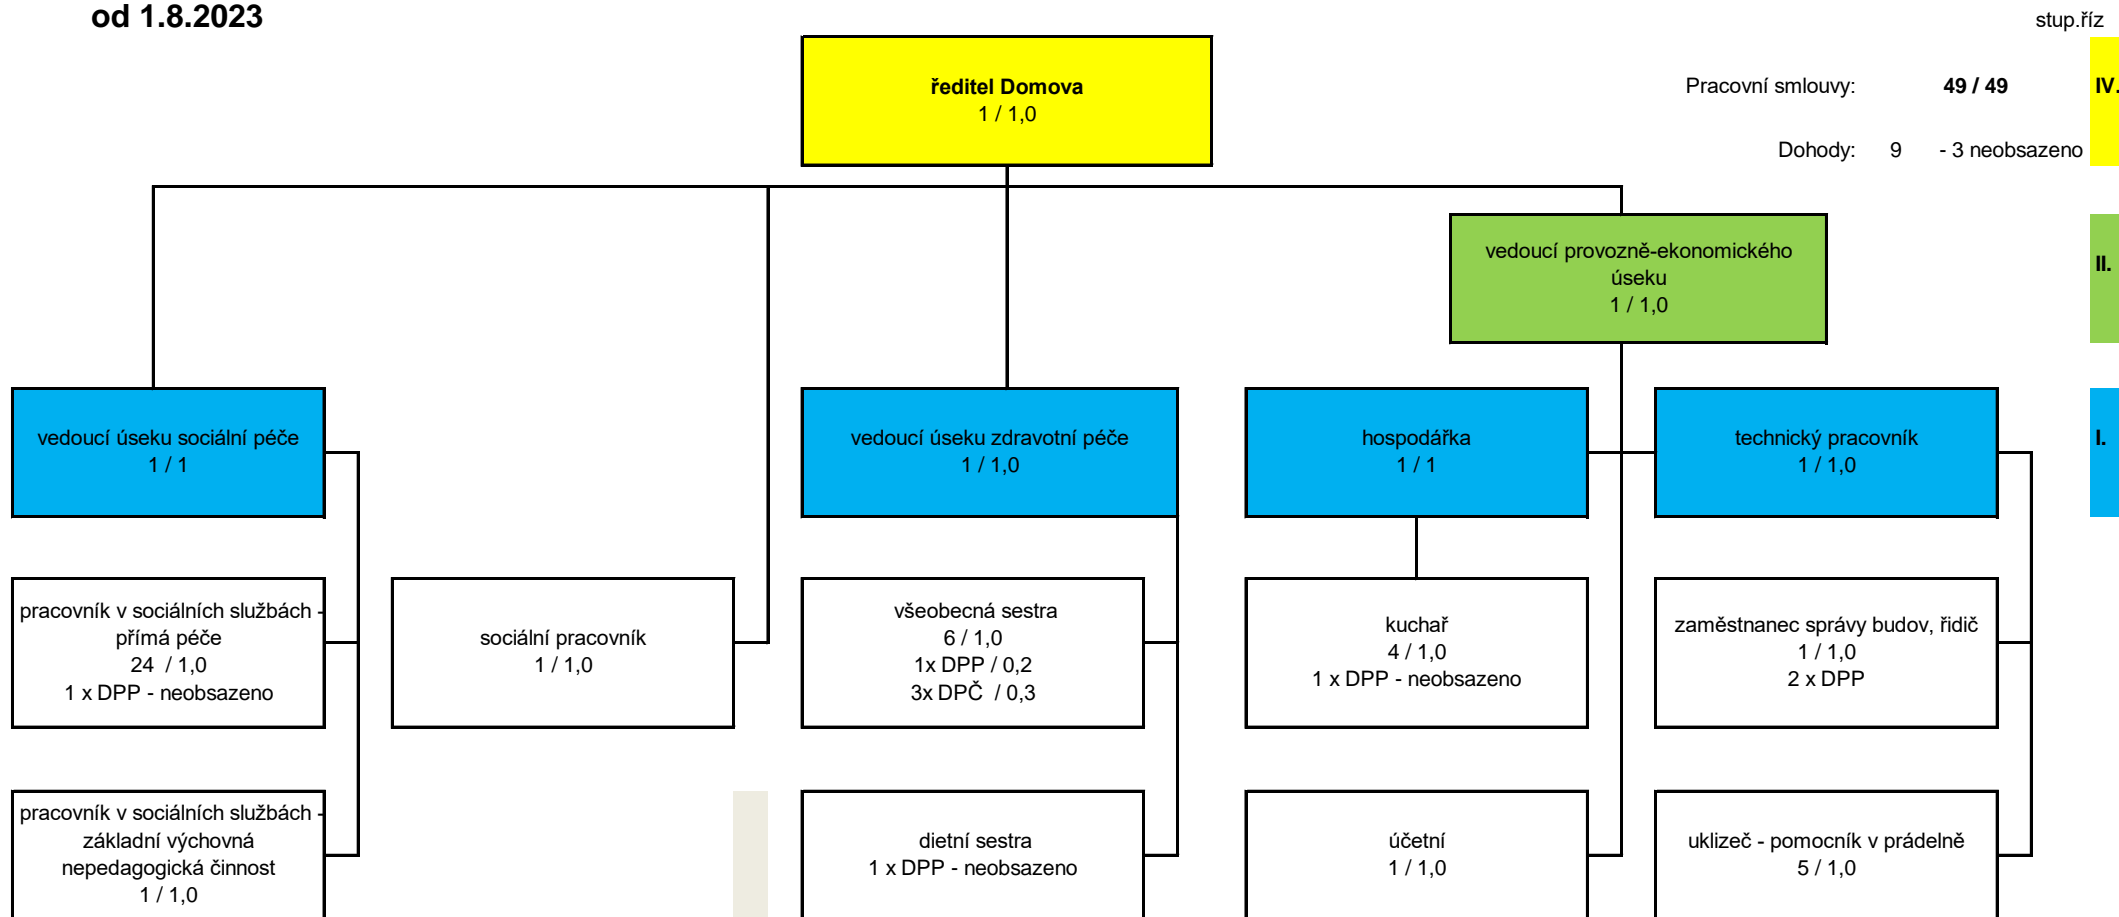 od 1.8.2023
stup.říz
ředitel Domova
1 / 1,0
Pracovní smlouvy: 49 / 49
IV.
Dohody: 9 - 3 neobsazeno
vedoucí provozně-ekonomického
úseku
1 / 1,0
II.
vedoucí úseku sociální péče
1 / 1
vedoucí úseku zdravotní péče
1 / 1,0
hospodářka
1 / 1
technický pracovník
1 / 1,0
I.
pracovník v sociálních službách -
přímá péče
24 / 1,0
1 x DPP - neobsazeno
sociální pracovník
1 / 1,0
všeobecná sestra
6 / 1,0
1x DPP / 0,2
3x DPČ / 0,3
kuchař
4 / 1,0
1 x DPP - neobsazeno
zaměstnanec správy budov, řidič
1 / 1,0
2 x DPP
pracovník v sociálních službách -
základní výchovná
nepedagogická činnost
1 / 1,0
dietní sestra
1 x DPP - neobsazeno
účetní
1 / 1,0
uklizeč - pomocník v prádelně
5 / 1,0